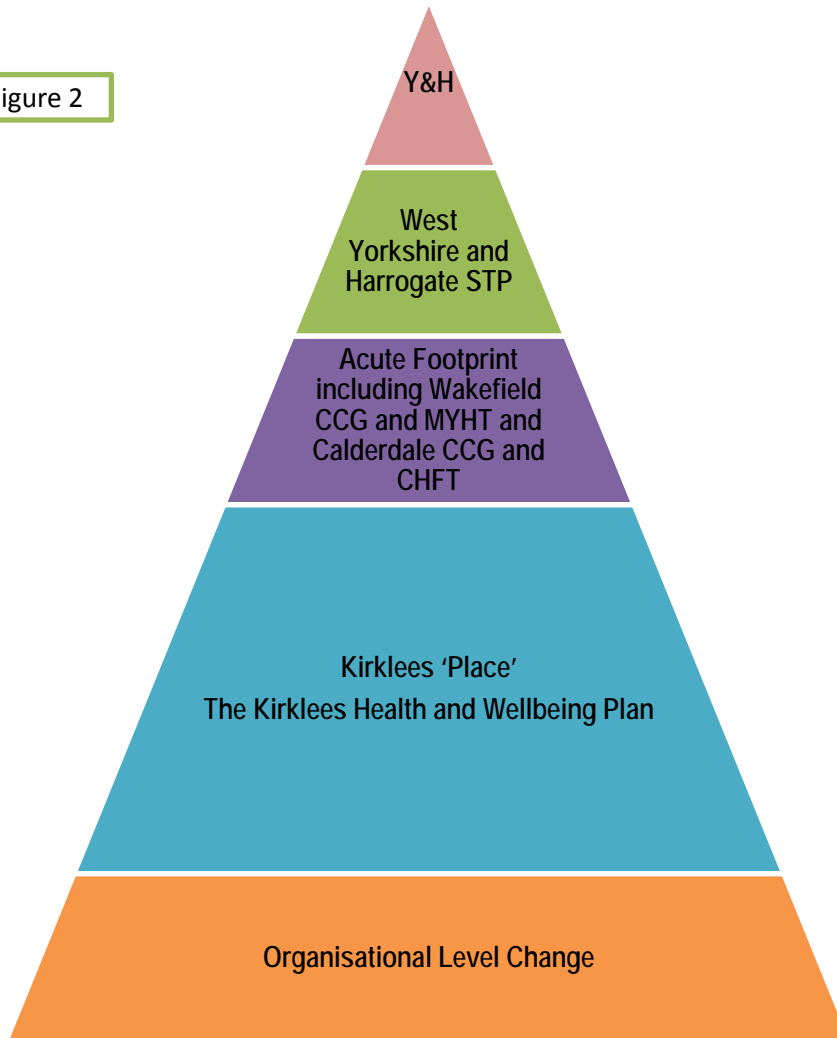 igure 2
Y&H
West
Yorkshire and
Harrogate STP
Acute Footprint
including Wakefield
CCG and MYHT and
Calderdale CCG and
CHFT
Kirklees ‘Place’
The Kirklees Health and Wellbeing Plan
Organisational Level Change